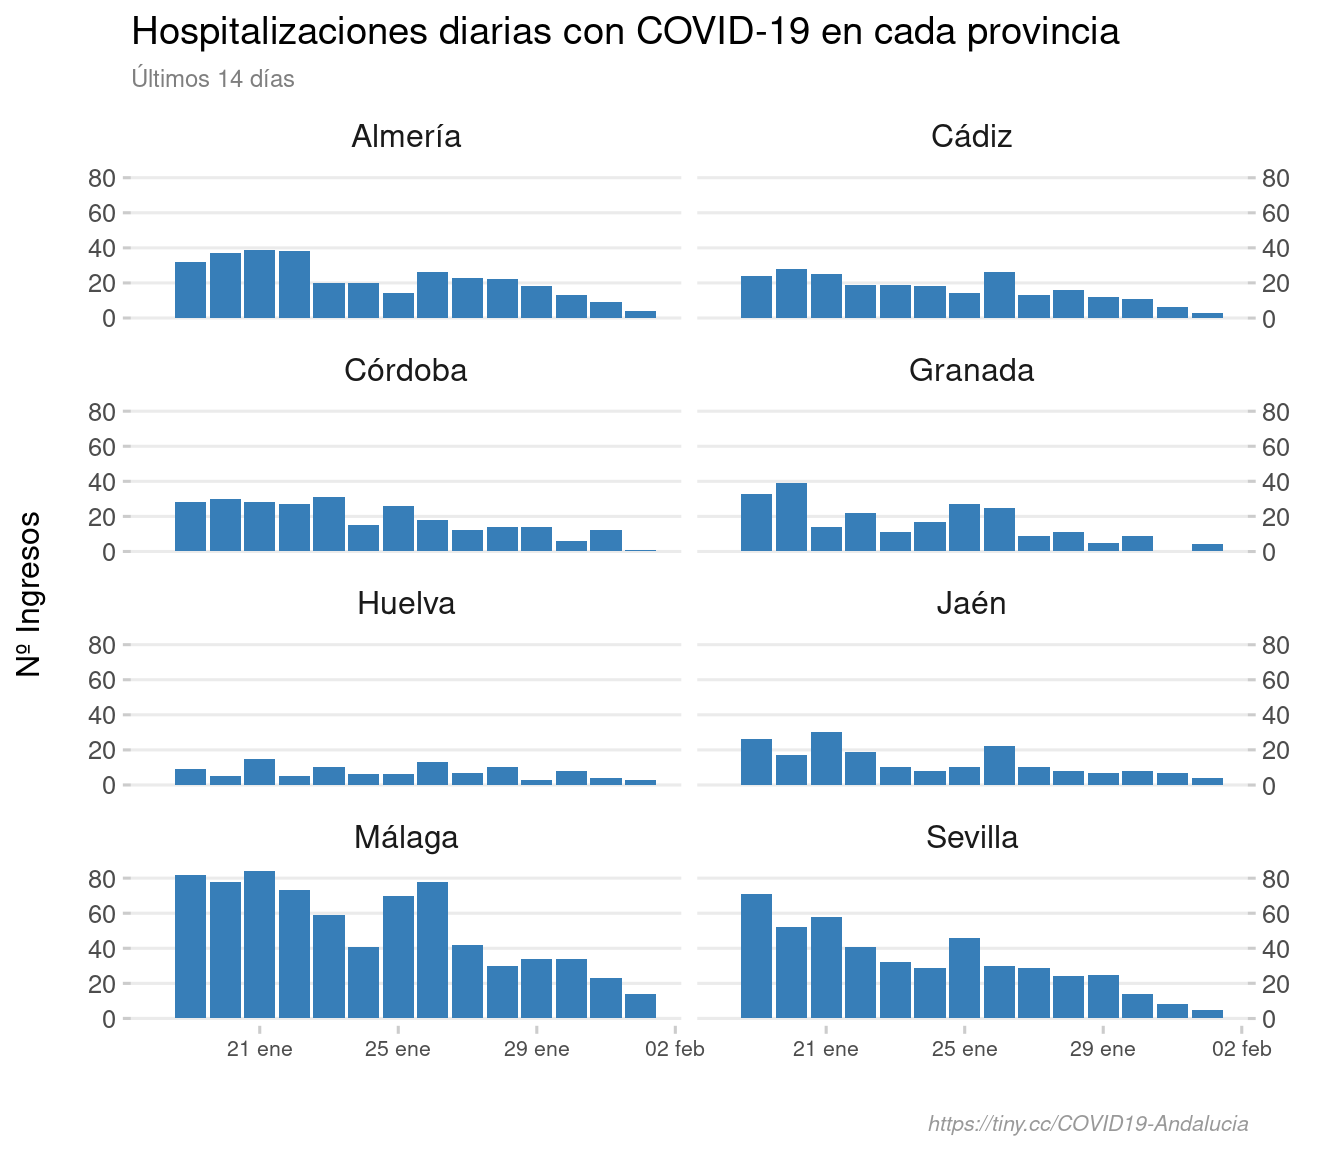 Hospitalizaciones diarias con COVID-19 en cada provincia
Últimos 14 días
Almería
Cádiz
80
80
60
60
40
40
20
20
0
0
Córdoba
Granada
80
80
60
60
40
40
20
20
0
0
Nº Ingresos
Huelva
Jaén
80
80
60
60
40
40
20
20
0
0
Málaga
Sevilla
80
80
60
60
40
40
20
20
0
0
21 ene 25 ene 29 ene 02 feb
21 ene 25 ene 29 ene 02 feb
https://tiny.cc/COVID19-Andalucia